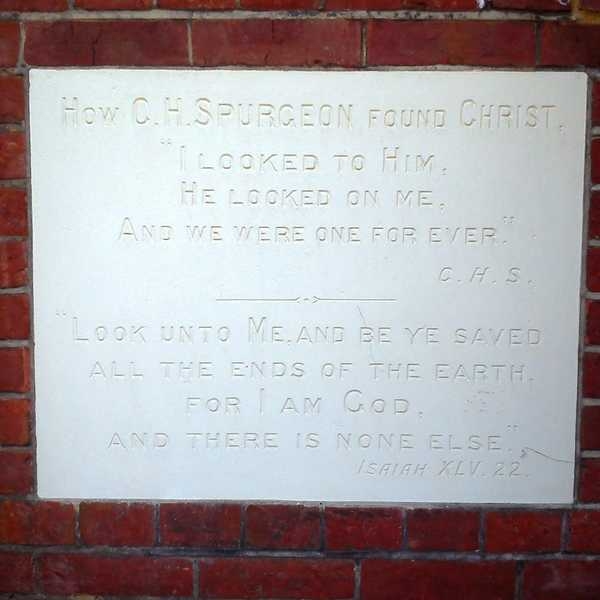 How C. H. Spurgeon found Christ.
"I looked to Him,
He looked on me,
And we were one for ever."
C. H. S.
"Look unto Me, and be ye saved
all the ends of the earth.
for I am God,
and there is none else."
Isaiah XLV. 22.